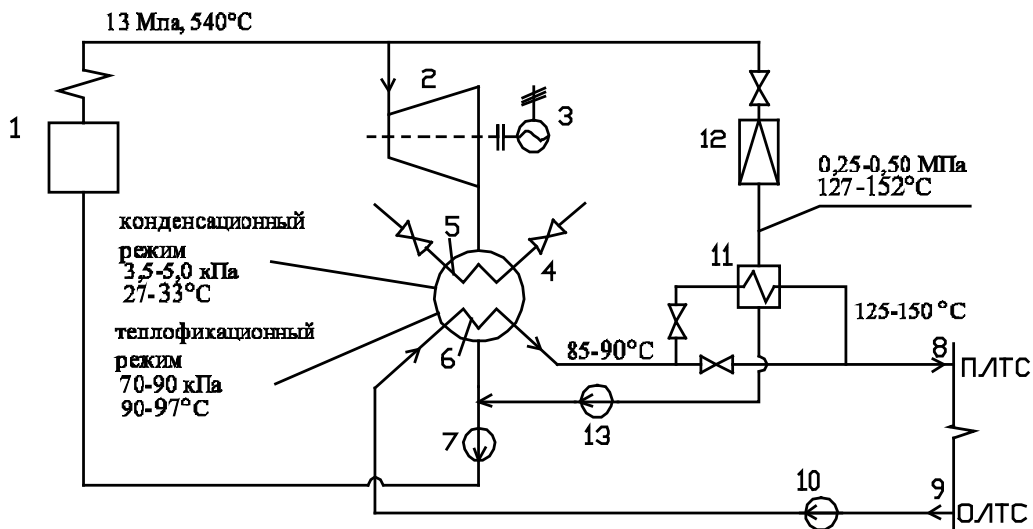 13 Мпа, 540°C
1
2
3
12
0,25-0,50 МПа
127-152°C
конденсационный
режим
3,5-5,0 кПа
27-33°C
5
4
11
теплофикационный
режим
70-90 кПа
90-97°C
6
85-90°C
125-150 °C
8
П/ІТС
7
13
10
9
О/ІТС